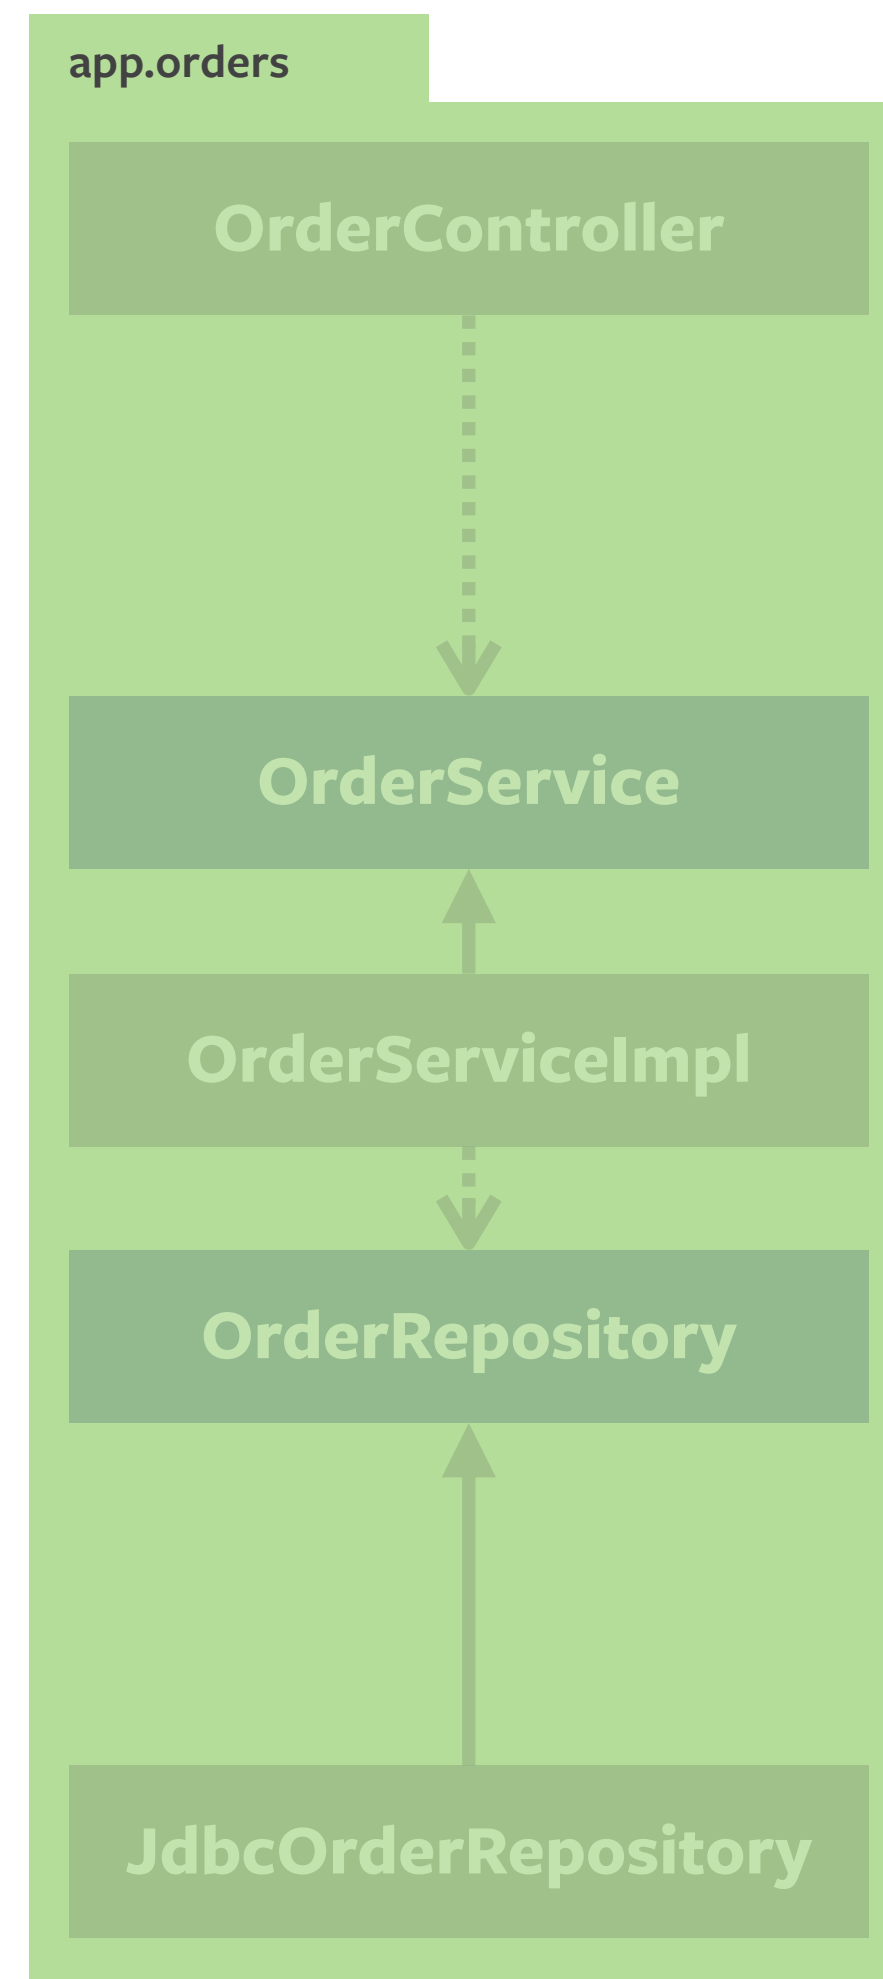 app.orders
OrderController
OrderService
OrderServiceImpl
OrderRepository
JdbcOrderRepository